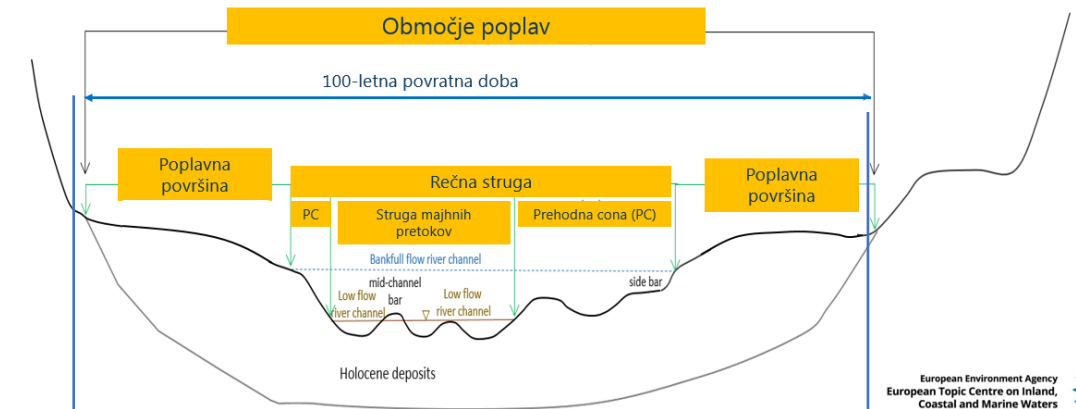 Območje poplav
100-letna povratna doba
Poplavna
površina
Rečna struga
Poplavna
površina
PC
Struga majhnih
pretokov
Prehodna cona (PC)
Bankfull flow river channel
mid-channel
bar
side bar
Low flow
river channel
Low flow
river channel
Holocene deposits
European Environment Agency
European Topic Centre on Inland,
Coastal and Marine Waters